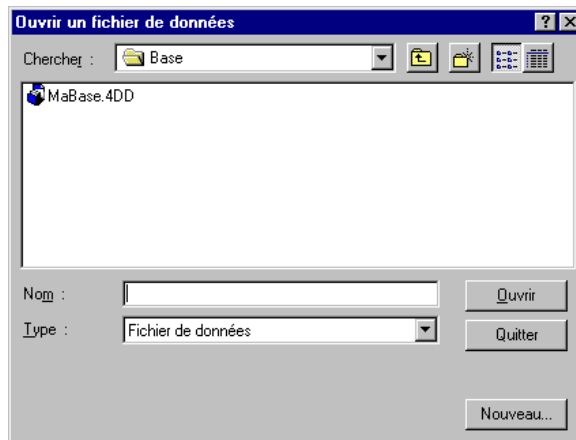 Ouvrir un fichier de données
Chercher : Base
MaBase.4DD
Nom :
Ouvrir
Type : Fichier de données
Quitter
Nouveau...